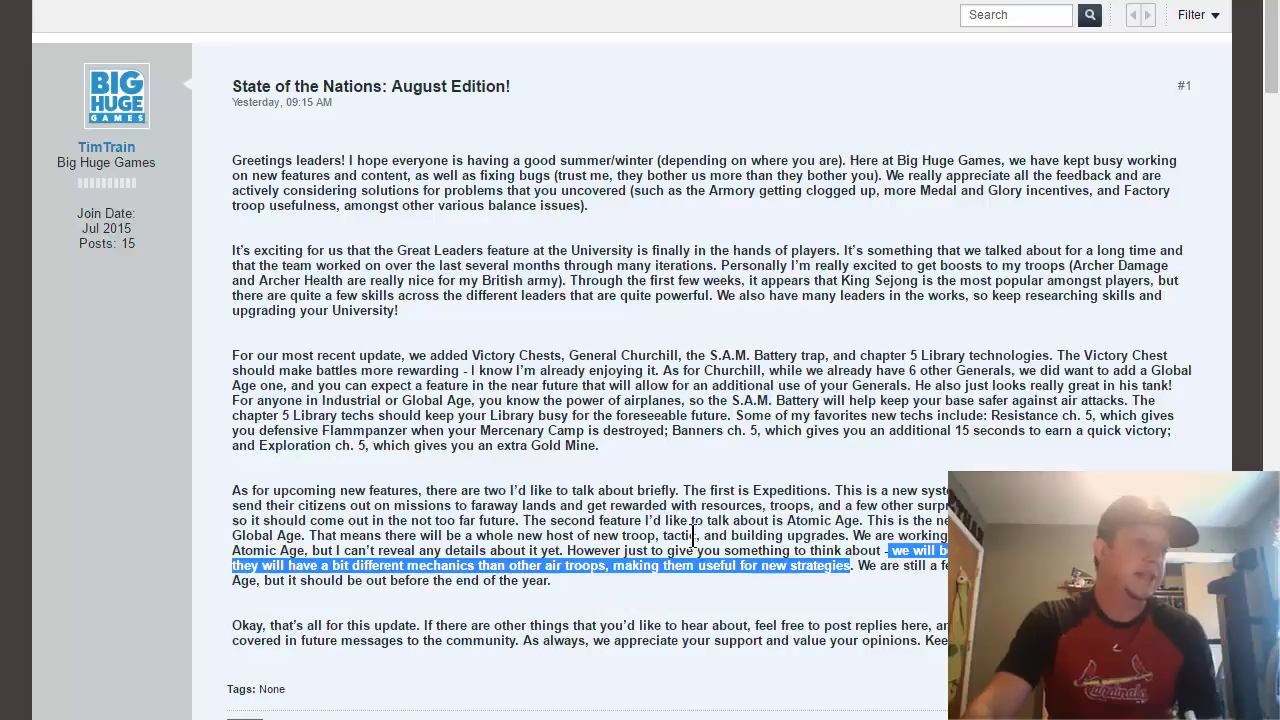 Search
Filter
BIG
HUGE
GAMES
TimTrain
Big Huge Games
Join Date:
Jul 2015
Posts: 15
State of the Nations: August Edition!
#1
Yesterday, 09:15 AM
Greetings leaders! I hope everyone is having a good summer/winter (depending on where you are). Here at Big Huge Games, we have kept busy working
on new features and content, as well as fixing bugs (trust me, they bother us more than they bother you). We really appreciate all the feedback and are
actively considering solutions for problems that you uncovered (such as the Armory getting clogged up, more Medal and Glory incentives, and Factory
troop usefulness, amongst other various balance issues).
It's exciting for us that the Great Leaders feature at the University is finally in the hands of players. It's something that we talked about for a long time and
that the team worked on over the last several months through many iterations. Personally I'm really excited to get boosts to my troops (Archer Damage
and Archer Health are really nice for my British army). Through the first few weeks, it appears that King Sejong is the most popular amongst players, but
there are quite a few skills across the different leaders that are quite powerful. We also have many leaders in the works, so keep researching skills and
upgrading your University!
For our most recent update, we added Victory Chests, General Churchill, the S.A.M. Battery trap, and chapter 5 Library technologies. The Victory Chest
should make battles more rewarding - I know I'm already enjoying it. As for Churchill, while we already have 6 other Generals, we did want to add a Global
Age one, and you can expect a feature in the near future that will allow for an additional use of your Generals. He also just looks really great in his tank!
For anyone in Industrial or Global Age, you know the power of airplanes, so the S.A.M. Battery will help keep your base safer against air attacks. The
chapter 5 Library techs should keep your Library busy for the foreseeable future. Some of my favorites new techs include: Resistance ch. 5, which gives
you defensive Flammpanzer when your Mercenary Camp is destroyed; Banners ch. 5, which gives you an additional 15 seconds to earn a quick victory;
and Exploration ch. 5, which gives you an extra Gold Mine.
As for upcoming new features, there are two I'd like to talk about briefly. The first is Expeditions. This is a new syst
send their citizens out on missions to faraway lands and get rewarded with resources, troops, and a few other surpr
so it should come out in the not too far future. The second feature I'd like to talk about is Atomic Age. This is the ne
Global Age. That means there will be a whole new host of new troop, tactic, and building upgrades. We are working
Atomic Age, but I can't reveal any details about it yet. However just to give you something to think about - we will b
they will have a bit different mechanics than other air troops, making them useful for new strategies. We are still a f
Age, but it should be out before the end of the year.
Okay, that's all for this update. If there are other things that you'd like to hear about, feel free to post replies here, an
covered in future messages to the community. As always, we appreciate your support and value your opinions. Kee
Tags: None
Cardinals